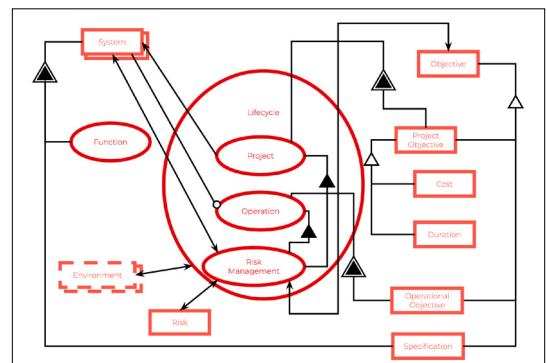 System
Objective
Lifecycle
Function
Project
Project
Objective
Cost
Operation
Duration
Risk
Management
Environment
Operational
Objective
Risk
Specification